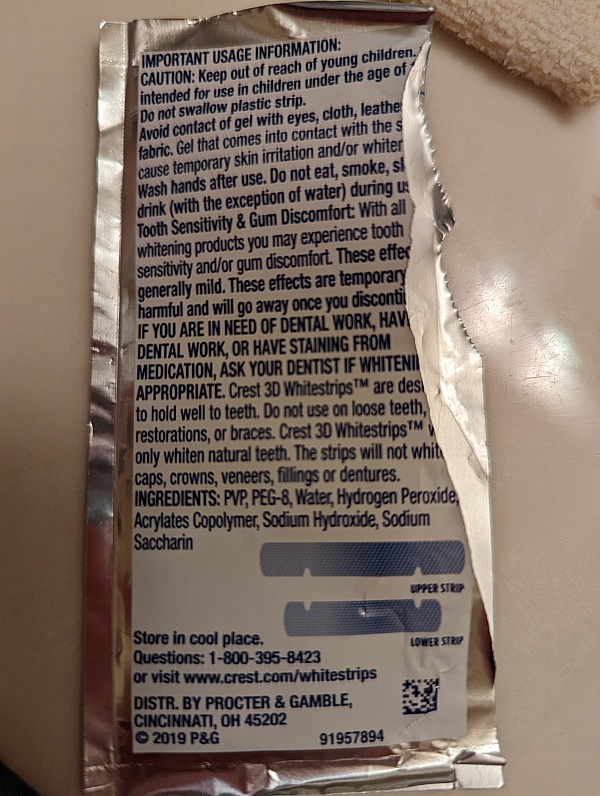 IMPORTANT USAGE INFORMATION:
CAUTION: Keep out of reach of young children.
intended for use in children under the age of
Do not swallow plastic strip.
Avoid contact of gel with eyes, cloth, leathe
fabric. Gel that comes into contact with the s
cause temporary skin irritation and/or whiten
Wash hands after use. Do not eat, smoke, sl
drink (with the exception of water) during us
Tooth Sensitivity & Gum Discomfort: With all
whitening products you may experience tooth
sensitivity and/or gum discomfort. These effec
generally mild. These effects are temporary
harmful and will go away once you disconti
IF YOU ARE IN NEED OF DENTAL WORK, HAV
DENTAL WORK, OR HAVE STAINING FROM
MEDICATION, ASK YOUR DENTIST IF WHITENI
APPROPRIATE. Crest 3D Whitestrips™ are des
to hold well to teeth. Do not use on loose teeth,
restorations, or braces. Crest 3D Whitestrips™ w
only whiten natural teeth. The strips will not whit
caps, crowns, veneers, fillings or dentures.
INGREDIENTS: PVP, PEG-8, Water, Hydrogen Peroxide,
Acrylates Copolymer, Sodium Hydroxide, Sodium
Saccharin
UPPER STRIP
LOWER STRIP
Store in cool place.
Questions: 1-800-395-8423
or visit www.crest.com/whitestrips
DISTR. BY PROCTER & GAMBLE,
CINCINNATI, OH 45202
© 2019 P&G
91957894